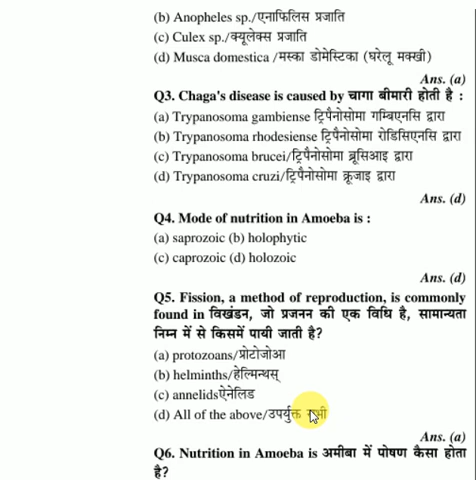 (b) Anopheles sp./एनाफिलिस प्रजाति
(c) Culex sp./क्यूलेक्स प्रजाति
(d) Musca domestica /मस्का डोमेस्टिका (घरेलू मक्खी)
Ans. (a)
Q3. Chaga's disease is caused by चागा बीमारी होती है :
(a) Trypanosoma gambiense ट्रिपैनोसोमा गम्बिएनसि द्वारा
(b) Trypanosoma rhodesiense ट्रिपैनोसोमा रोडिसिएनसि द्वारा
(c) Trypanosoma brucei/ट्रिपैनोसोमा ब्रूसिआइ द्वारा
(d) Trypanosoma cruzi/ट्रिपैनोसोमा क्रूजाइ द्वारा
Ans. (d)
Q4. Mode of nutrition in Amoeba is :
(a) saprozoic (b) holophytic
(c) caprozoic (d) holozoic
Ans. (d)
Q5. Fission, a method of reproduction, is commonly
found in विखंडन, जो प्रजनन की एक विधि है, सामान्यता
निम्न में से किसमें पायी जाती है?
(a) protozoans/प्रोटोजोआ
(b) helminths/हेल्मिन्थस्
(c) annelidsऐनेलिड
(d) All of the above/उपर्युक्त सभी
Ans. (a)
Q6. Nutrition in Amoeba is अमीबा में पोषण कैसा होता
है?